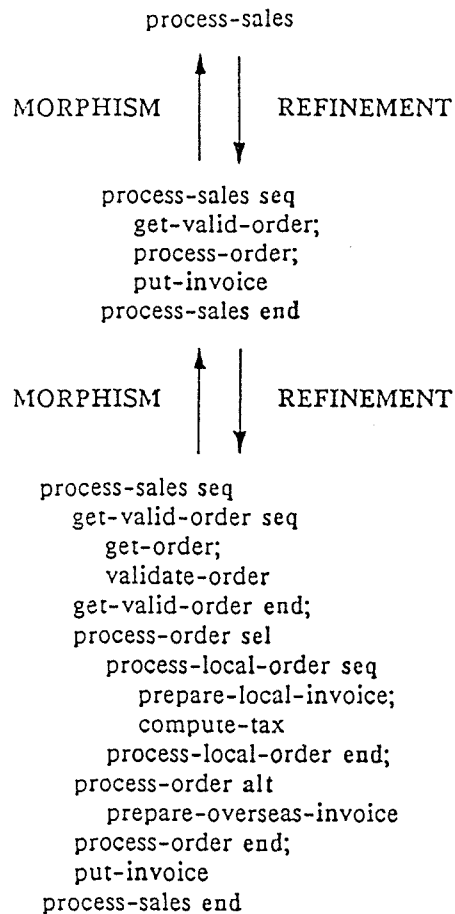 process-sales
MORPHISM REFINEMENT
process-sales seq
get-valid-order;
process-order;
put-invoice
process-sales end
MORPHISM REFINEMENT
process-sales seq
get-valid-order seq
get-order;
validate-order
get-valid-order end;
process-order sel
process-local-order seq
prepare-local-invoice;
compute-tax
process-local-order end;
process-order alt
prepare-overseas-invoice
process-order end;
put-invoice
process-sales end